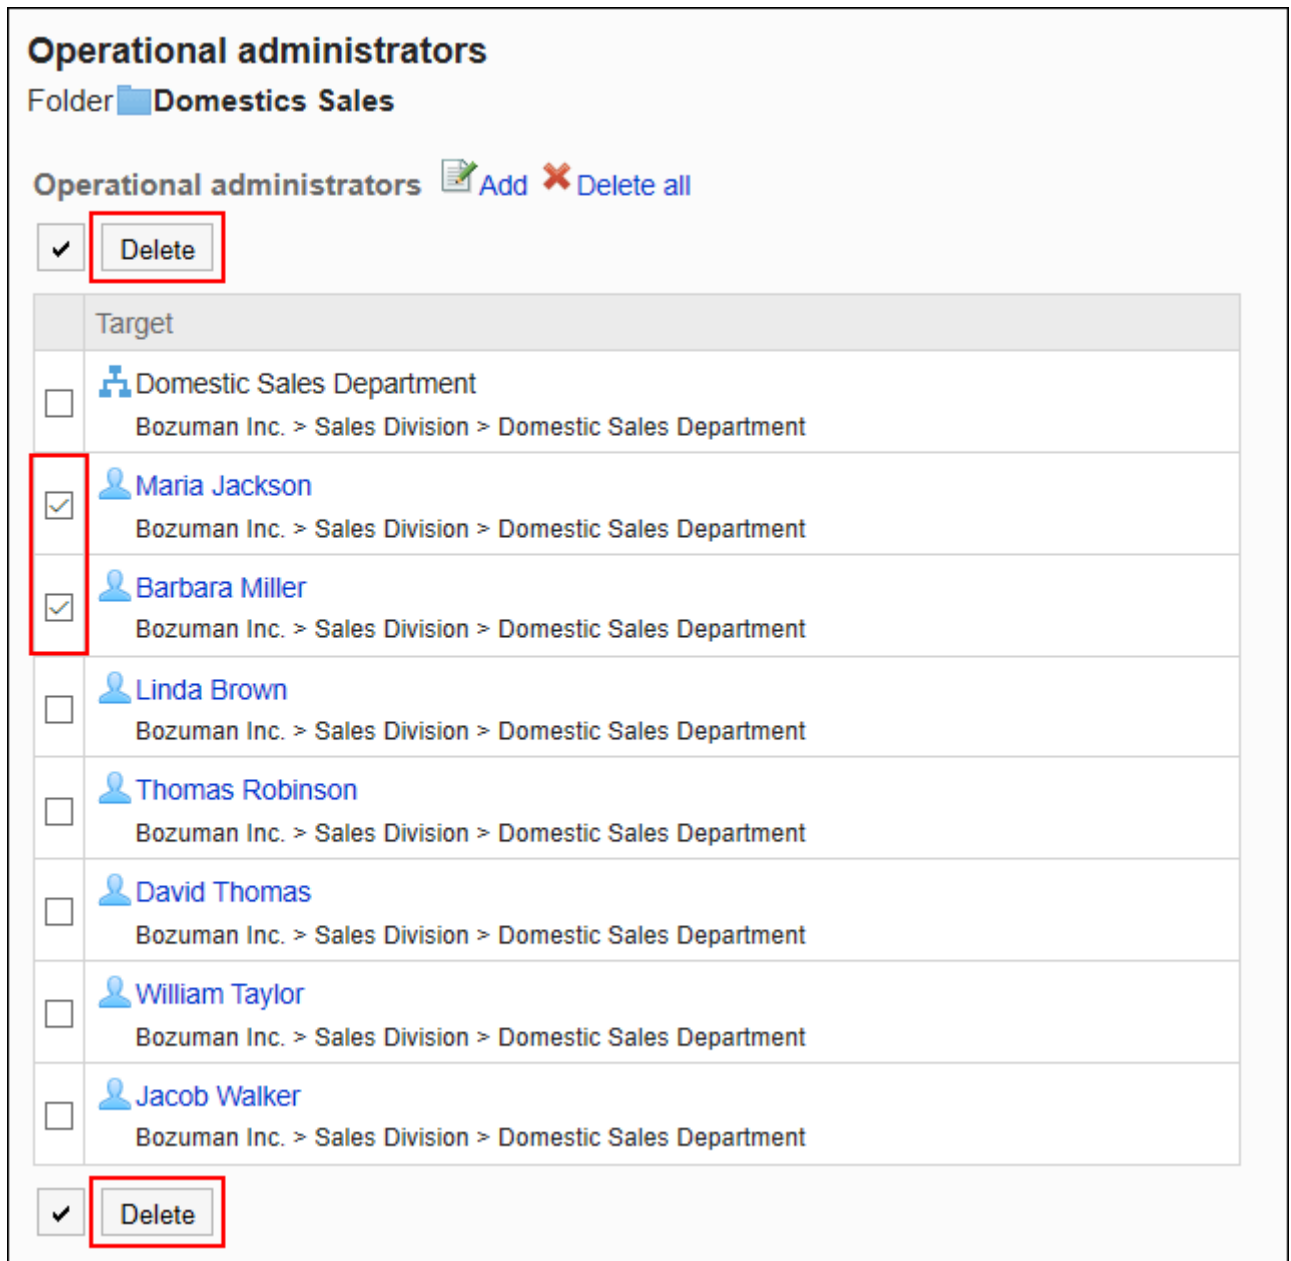 Operational administrators
Folder Domestics Sales
Operational administrators Add Delete all
Delete
Target
Domestic Sales Department
Bozuman Inc. > Sales Division > Domestic Sales Department
Maria Jackson
Bozuman Inc. > Sales Division > Domestic Sales Department
Barbara Miller
Bozuman Inc. > Sales Division > Domestic Sales Department
Linda Brown
Bozuman Inc. > Sales Division > Domestic Sales Department
Thomas Robinson
Bozuman Inc. > Sales Division > Domestic Sales Department
David Thomas
Bozuman Inc. > Sales Division > Domestic Sales Department
William Taylor
Bozuman Inc. > Sales Division > Domestic Sales Department
Jacob Walker
Bozuman Inc. > Sales Division > Domestic Sales Department
Delete